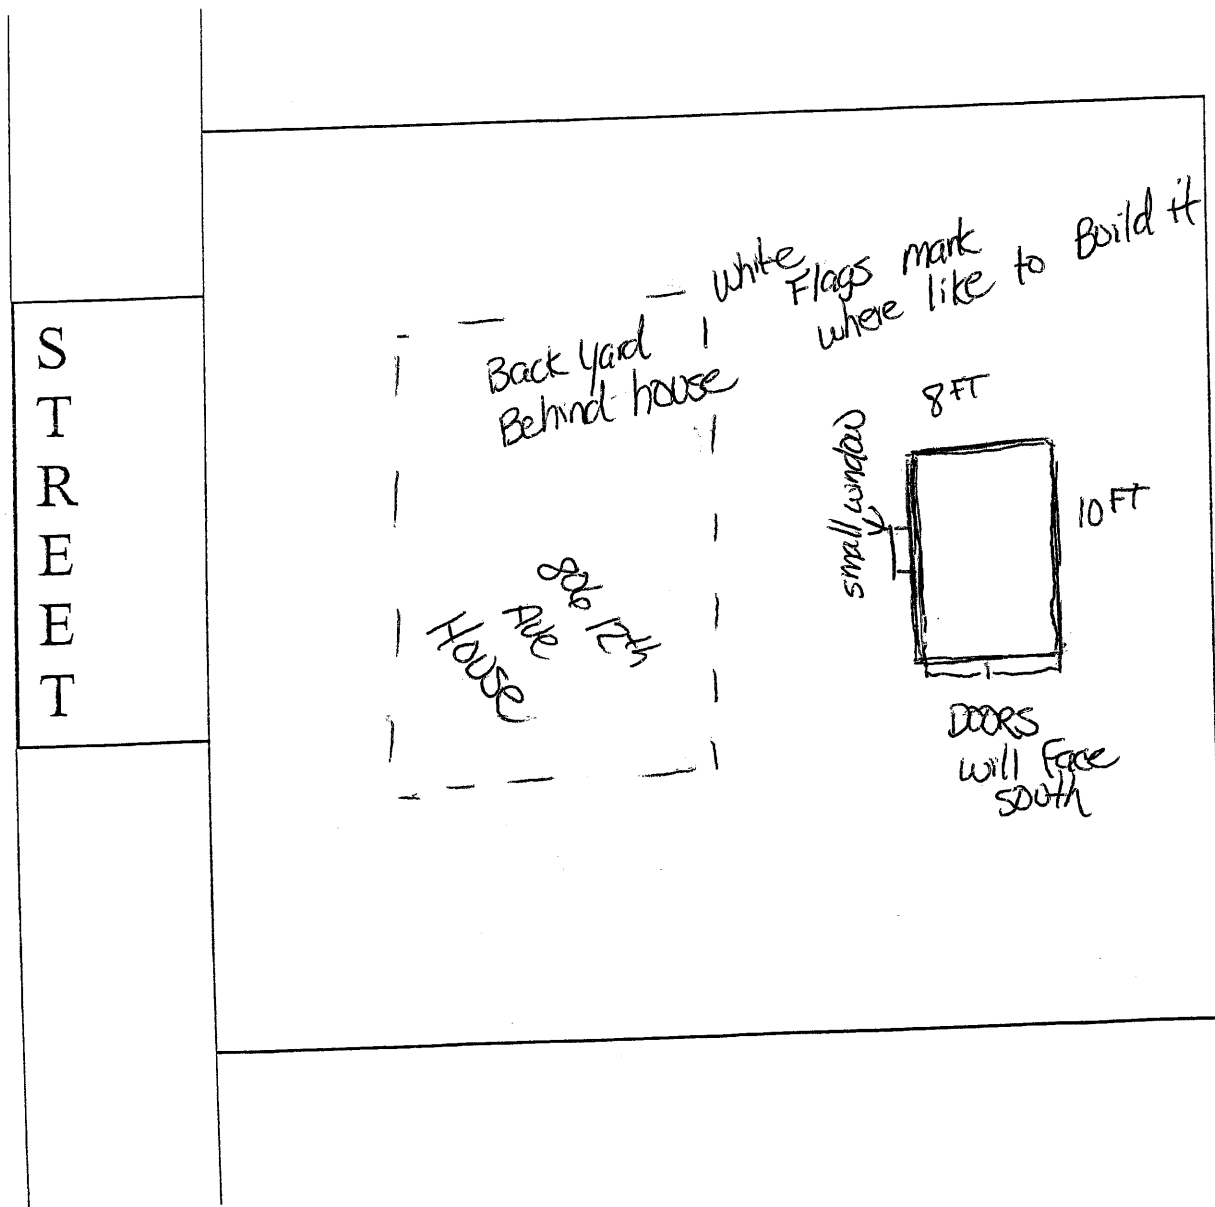 STREET
White
Flags mark
where like to Build it
Back yard
Behind house
8 FT
small window
10 FT
806 12th
Ave
House
DOORS
will Face
south